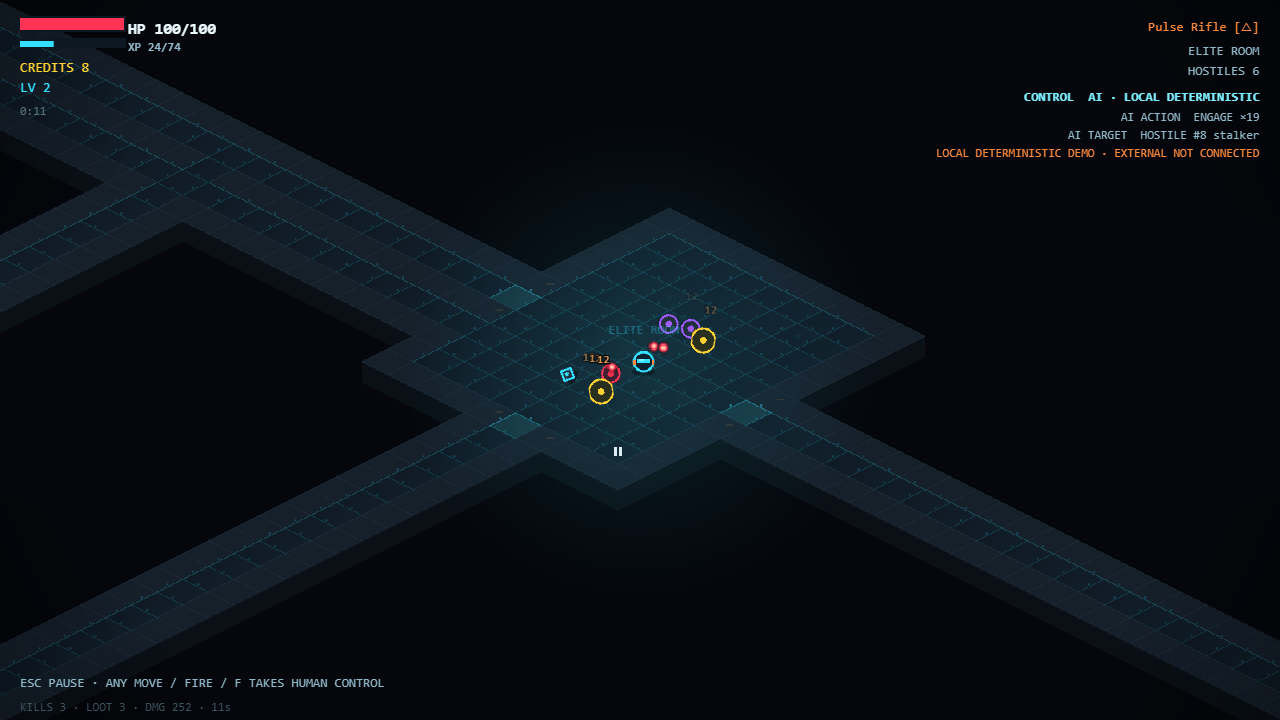 HP 100/100
XP 24/74
CREDITS 8
LV 2
0:11
Pulse Rifle [△]
ELITE ROOM
HOSTILES 6
CONTROL AI · LOCAL DETERMINISTIC
AI ACTION ENGAGE ×19
AI TARGET HOSTILE #8 stalker
LOCAL DETERMINISTIC DEMO · EXTERNAL NOT CONNECTED
12
12
ELITE
12
ESC PAUSE · ANY MOVE / FIRE / F TAKES HUMAN CONTROL
KILLS 3 · LOOT 3 · DMG 252 · 11s